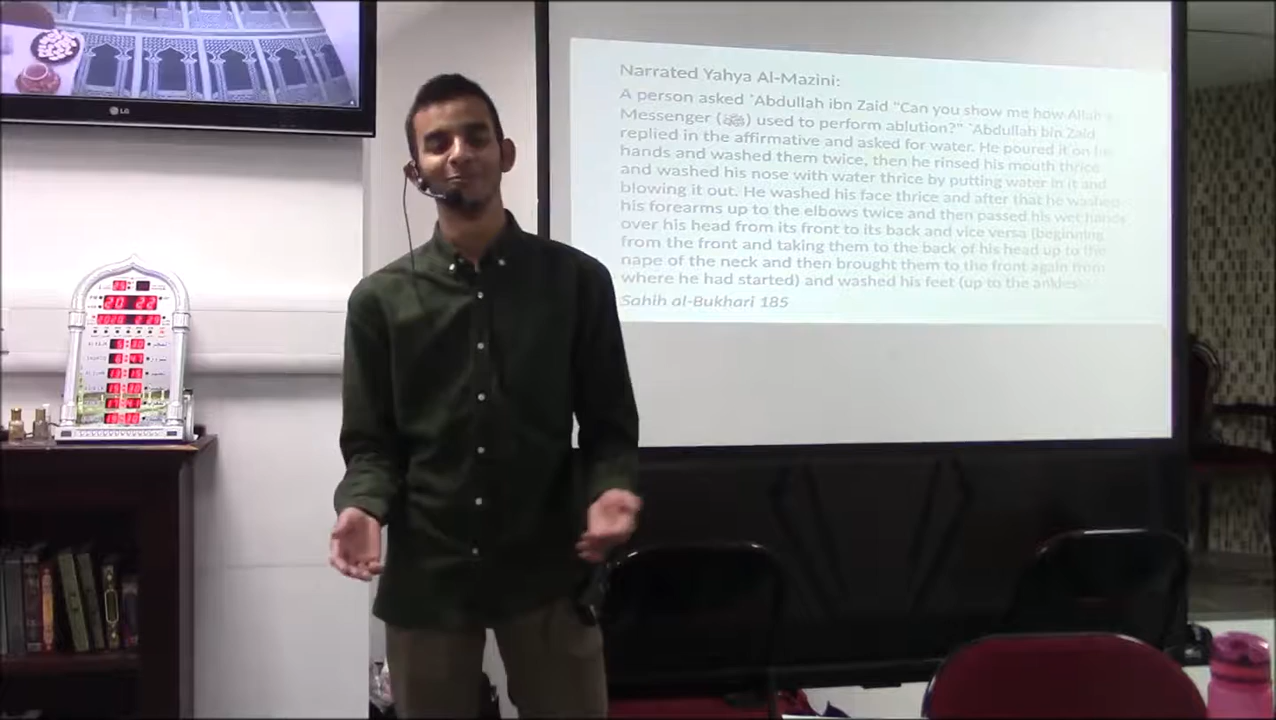 LG
Narrated Yahya Al-Mazini:
A person asked `Abdullah ibn Zaid "Can you show me how Allah's
Messenger (ﷺ) used to perform ablution?" `Abdullah bin Zaid
replied in the affirmative and asked for water. He poured it on his
hands and washed them twice, then he rinsed his mouth thrice
and washed his nose with water thrice by putting water in it and
blowing it out. He washed his face thrice and after that he washed
his forearms up to the elbows twice and then passed his wet hands
over his head from its front to its back and vice versa (beginning
from the front and taking them to the back of his head up to the
nape of the neck and then brought them to the front again from
where he had started) and washed his feet (up to the ankles)
Sahih al-Bukhari 185
20 22